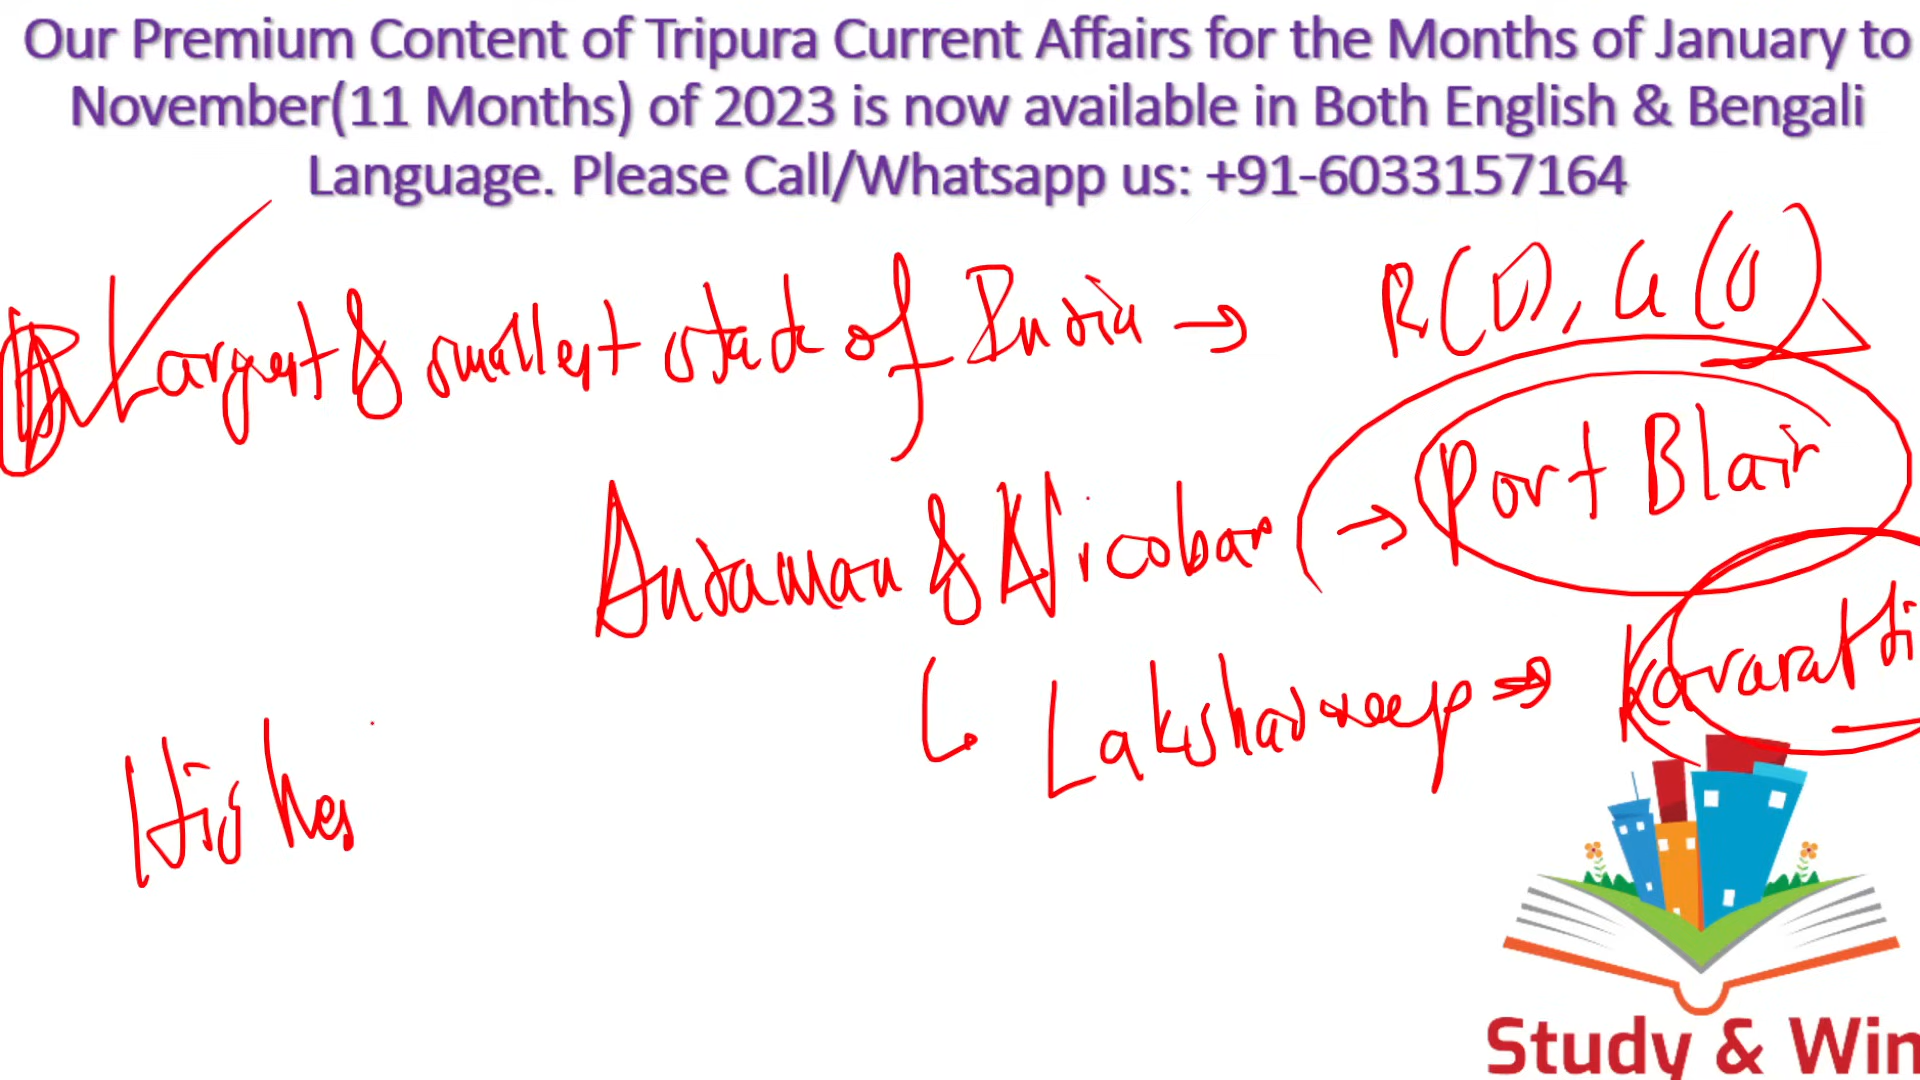 Our Premium Content of Tripura Current Affairs for the Months of January to
November(11 Months) of 2023 is now available in Both English & Bengali
Language. Please Call/Whatsapp us: +91-6033157164
Largest & smallest state of India → R(J), G(O)
Andaman & Nicobar → Port Blair
Lakshadweep → Kavaratti
Highes
Study & Win